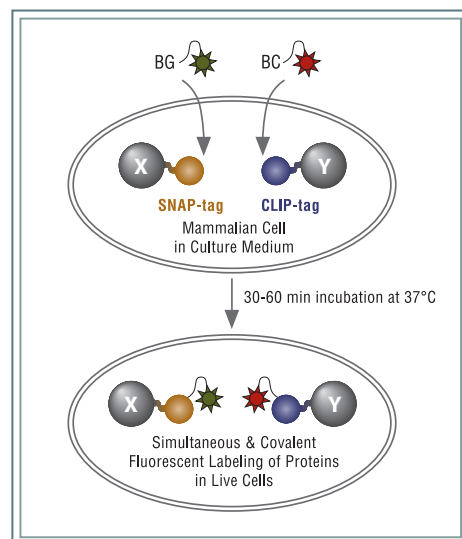 BG
BC
X
Y
SNAP-tag
CLIP-tag
Mammalian Cell
in Culture Medium
30-60 min incubation at 37°C
X
Y
Simultaneous & Covalent
Fluorescent Labeling of Proteins
in Live Cells